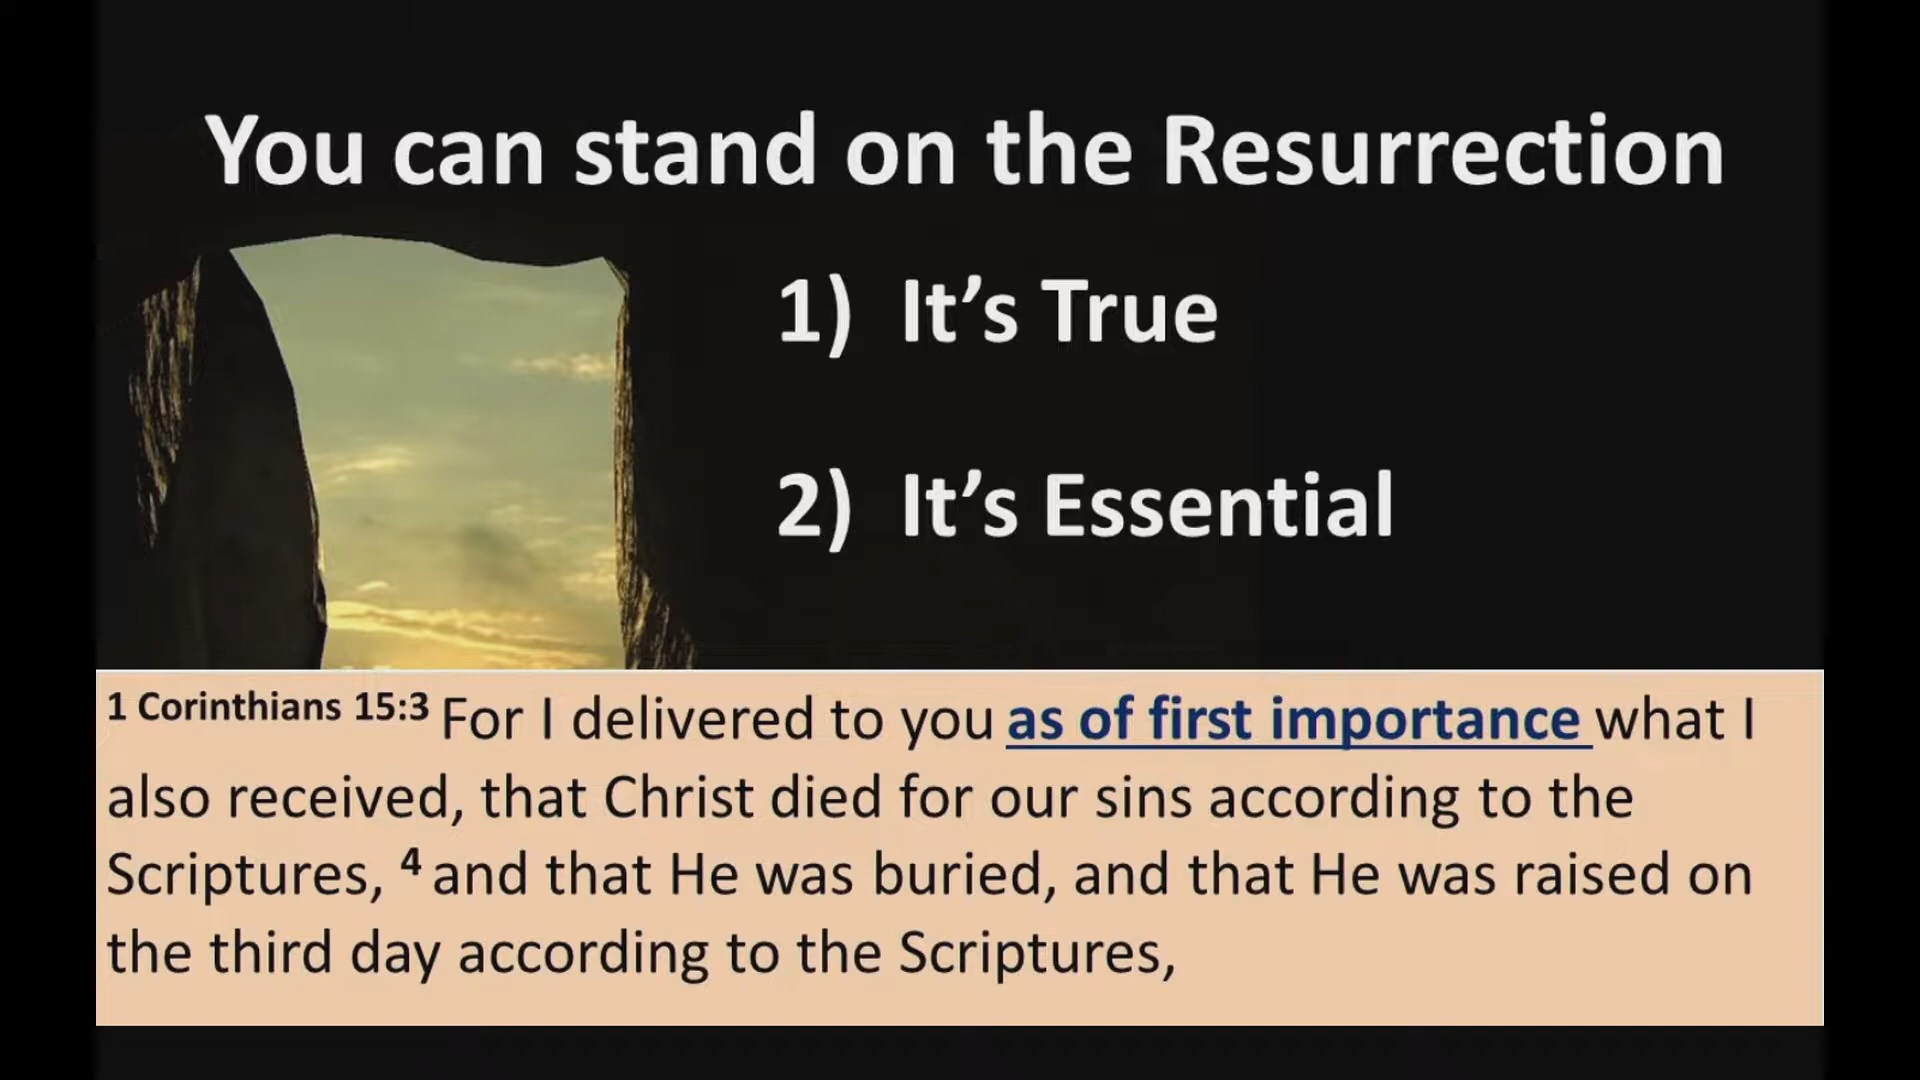 You can stand on the Resurrection
1) It’s True
2) It’s Essential
1 Corinthians 15:3 For I delivered to you as of first importance what I
also received, that Christ died for our sins according to the
Scriptures, 4 and that He was buried, and that He was raised on
the third day according to the Scriptures,